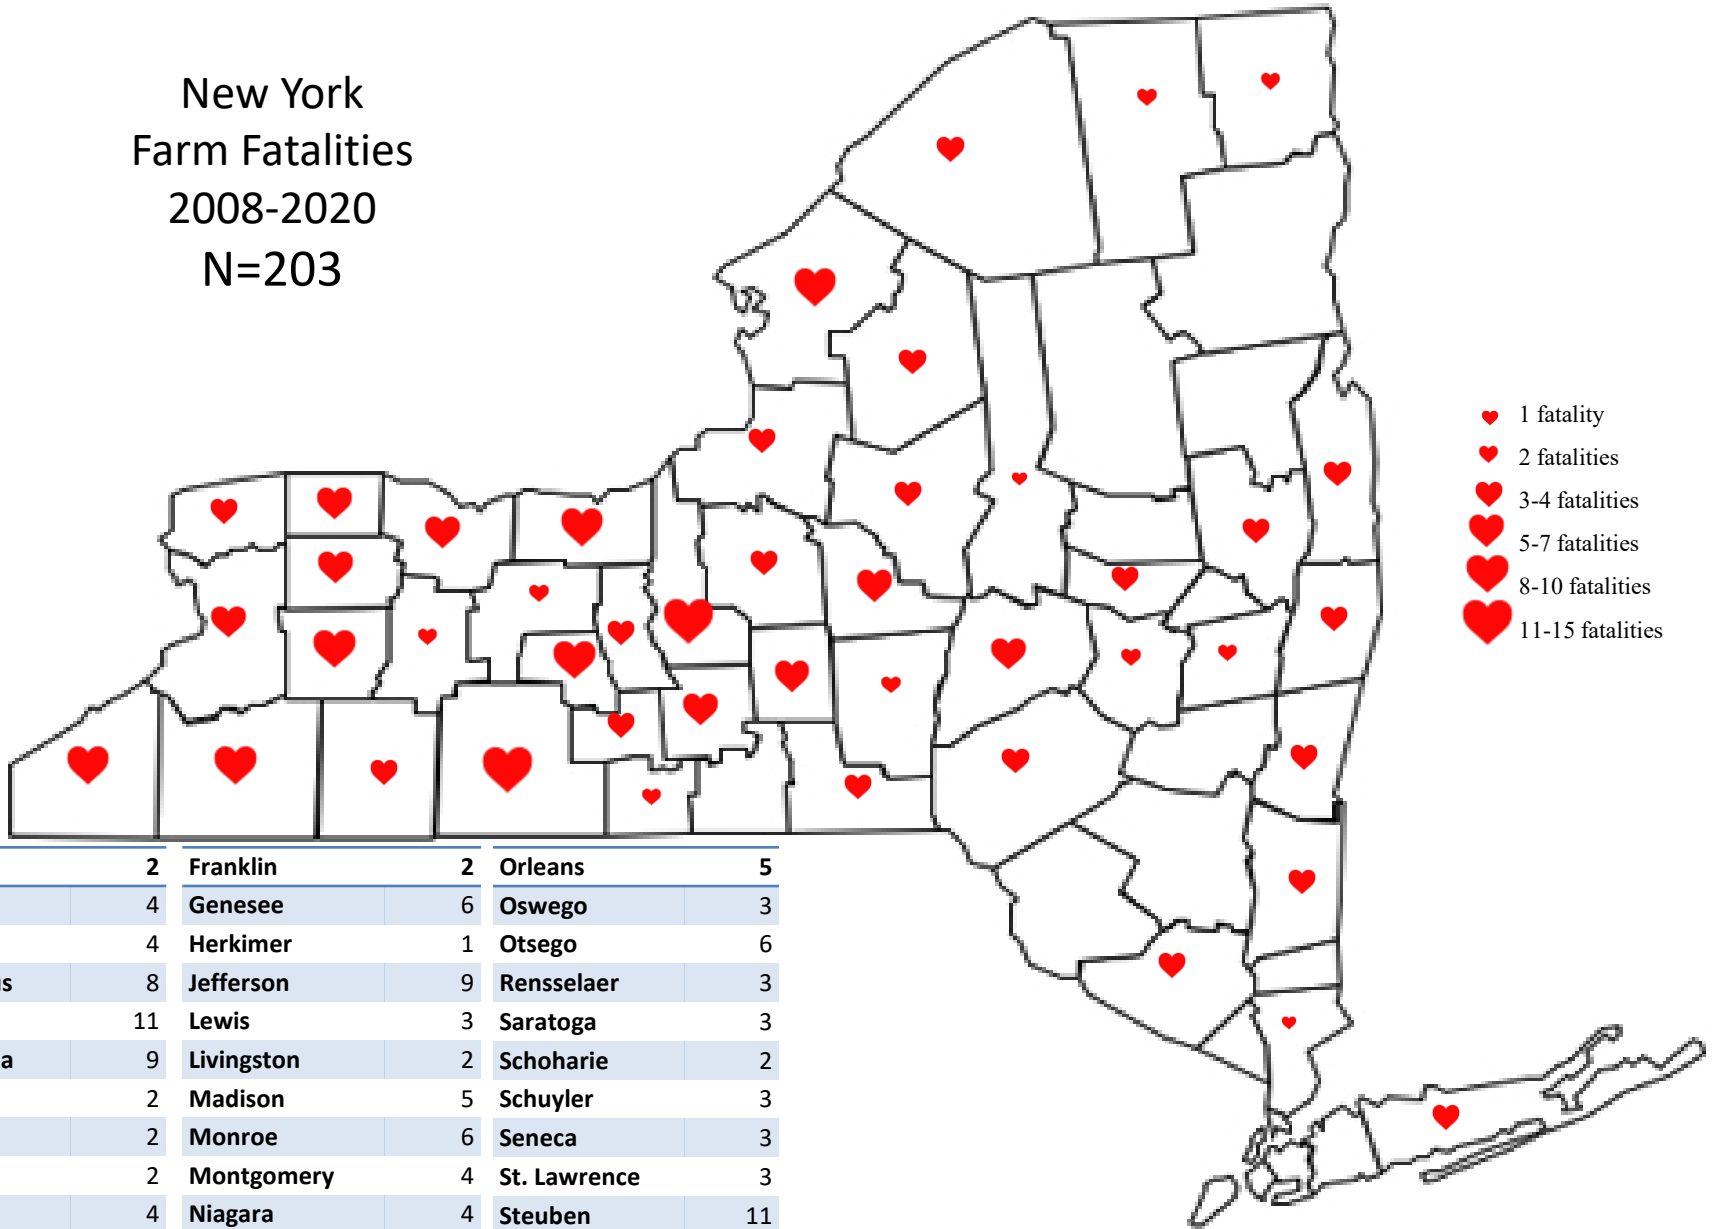 New York
Farm Fatalities
2008-2020
N=203
1 fatality
2 fatalities
3-4 fatalities
5-7 fatalities
8-10 fatalities
11-15 fatalities
2 Franklin 2 Orleans 5
4 Genesee 6 Oswego 3
4 Herkimer 1 Otsego 6
us 8 Jefferson 9 Rensselaer 3
11 Lewis 3 Saratoga 3
a 9 Livingston 2 Schoharie 2
2 Madison 5 Schuyler 3
2 Monroe 6 Seneca 3
2 Montgomery 4 St. Lawrence 3
4 Niagara 4 Steuben 11